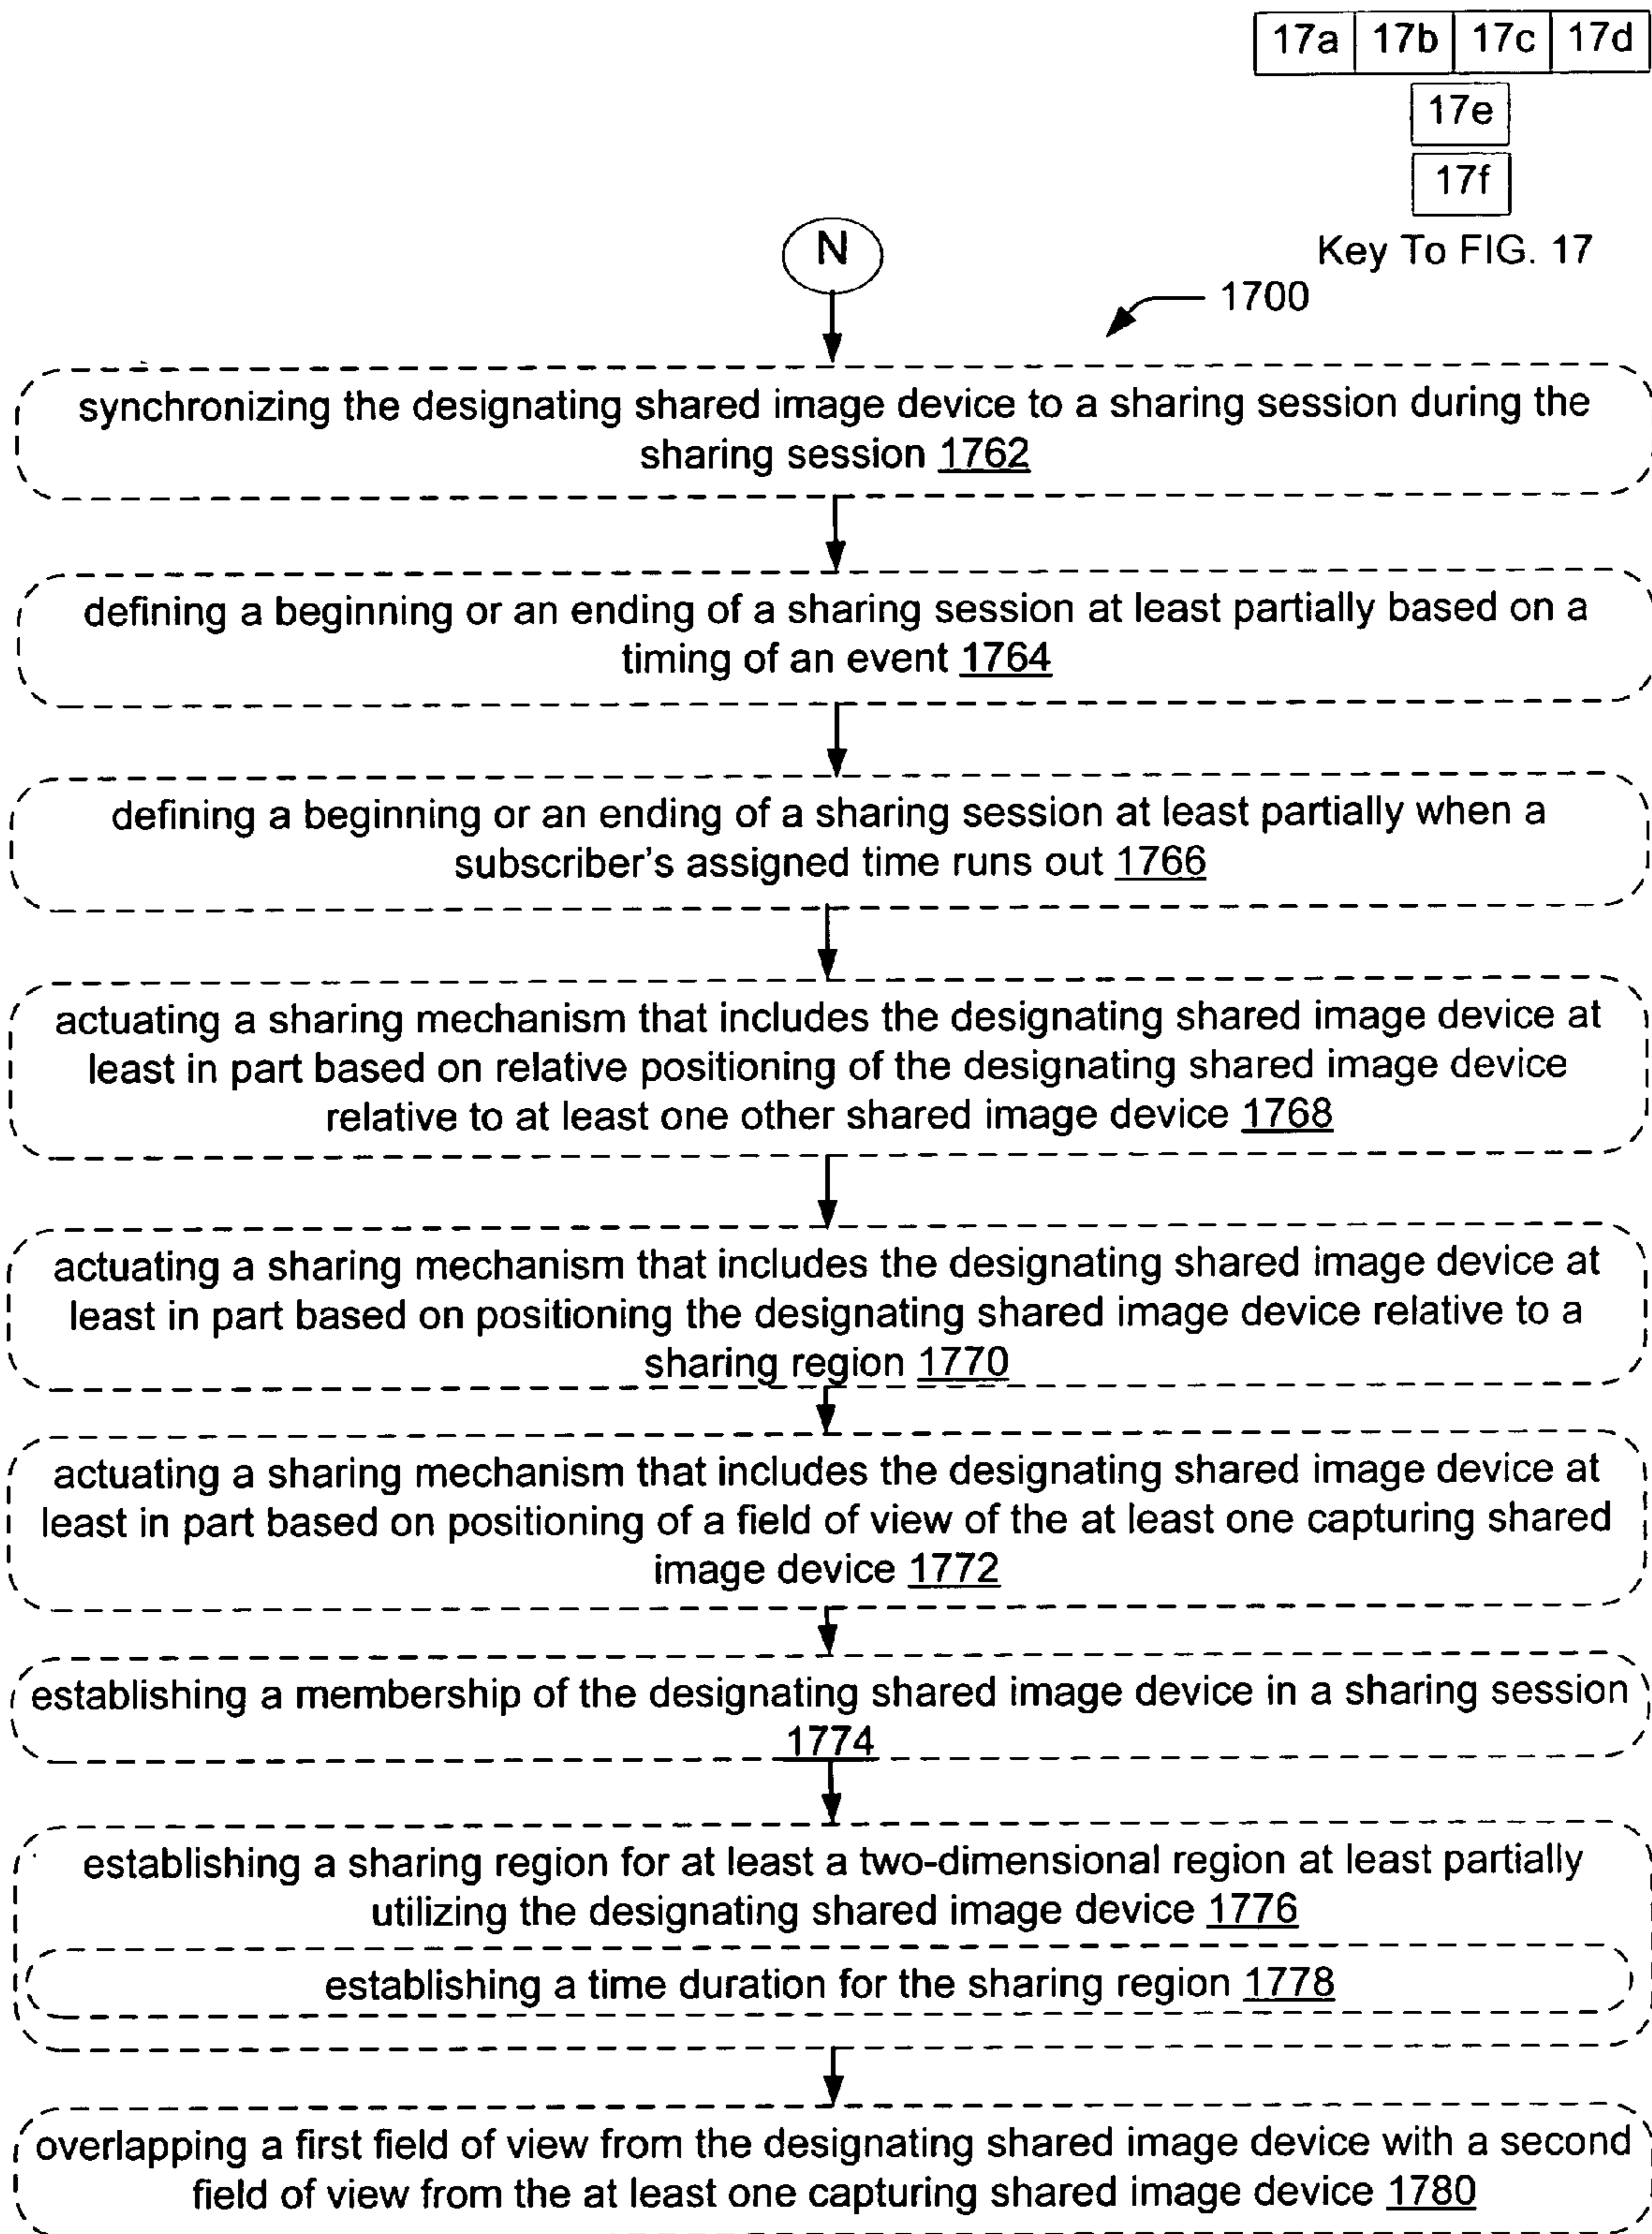 17a 17b 17c 17d
17e
17f
Key To FIG. 17
N
1700
synchronizing the designating shared image device to a sharing session during the
sharing session 1762
defining a beginning or an ending of a sharing session at least partially based on a
timing of an event 1764
defining a beginning or an ending of a sharing session at least partially when a
subscriber's assigned time runs out 1766
actuating a sharing mechanism that includes the designating shared image device at
least in part based on relative positioning of the designating shared image device
relative to at least one other shared image device 1768
actuating a sharing mechanism that includes the designating shared image device at
least in part based on positioning the designating shared image device relative to a
sharing region 1770
actuating a sharing mechanism that includes the designating shared image device at
least in part based on positioning of a field of view of the at least one capturing shared
image device 1772
establishing a membership of the designating shared image device in a sharing session
1774
establishing a sharing region for at least a two-dimensional region at least partially
utilizing the designating shared image device 1776
establishing a time duration for the sharing region 1778
overlapping a first field of view from the designating shared image device with a second
field of view from the at least one capturing shared image device 1780